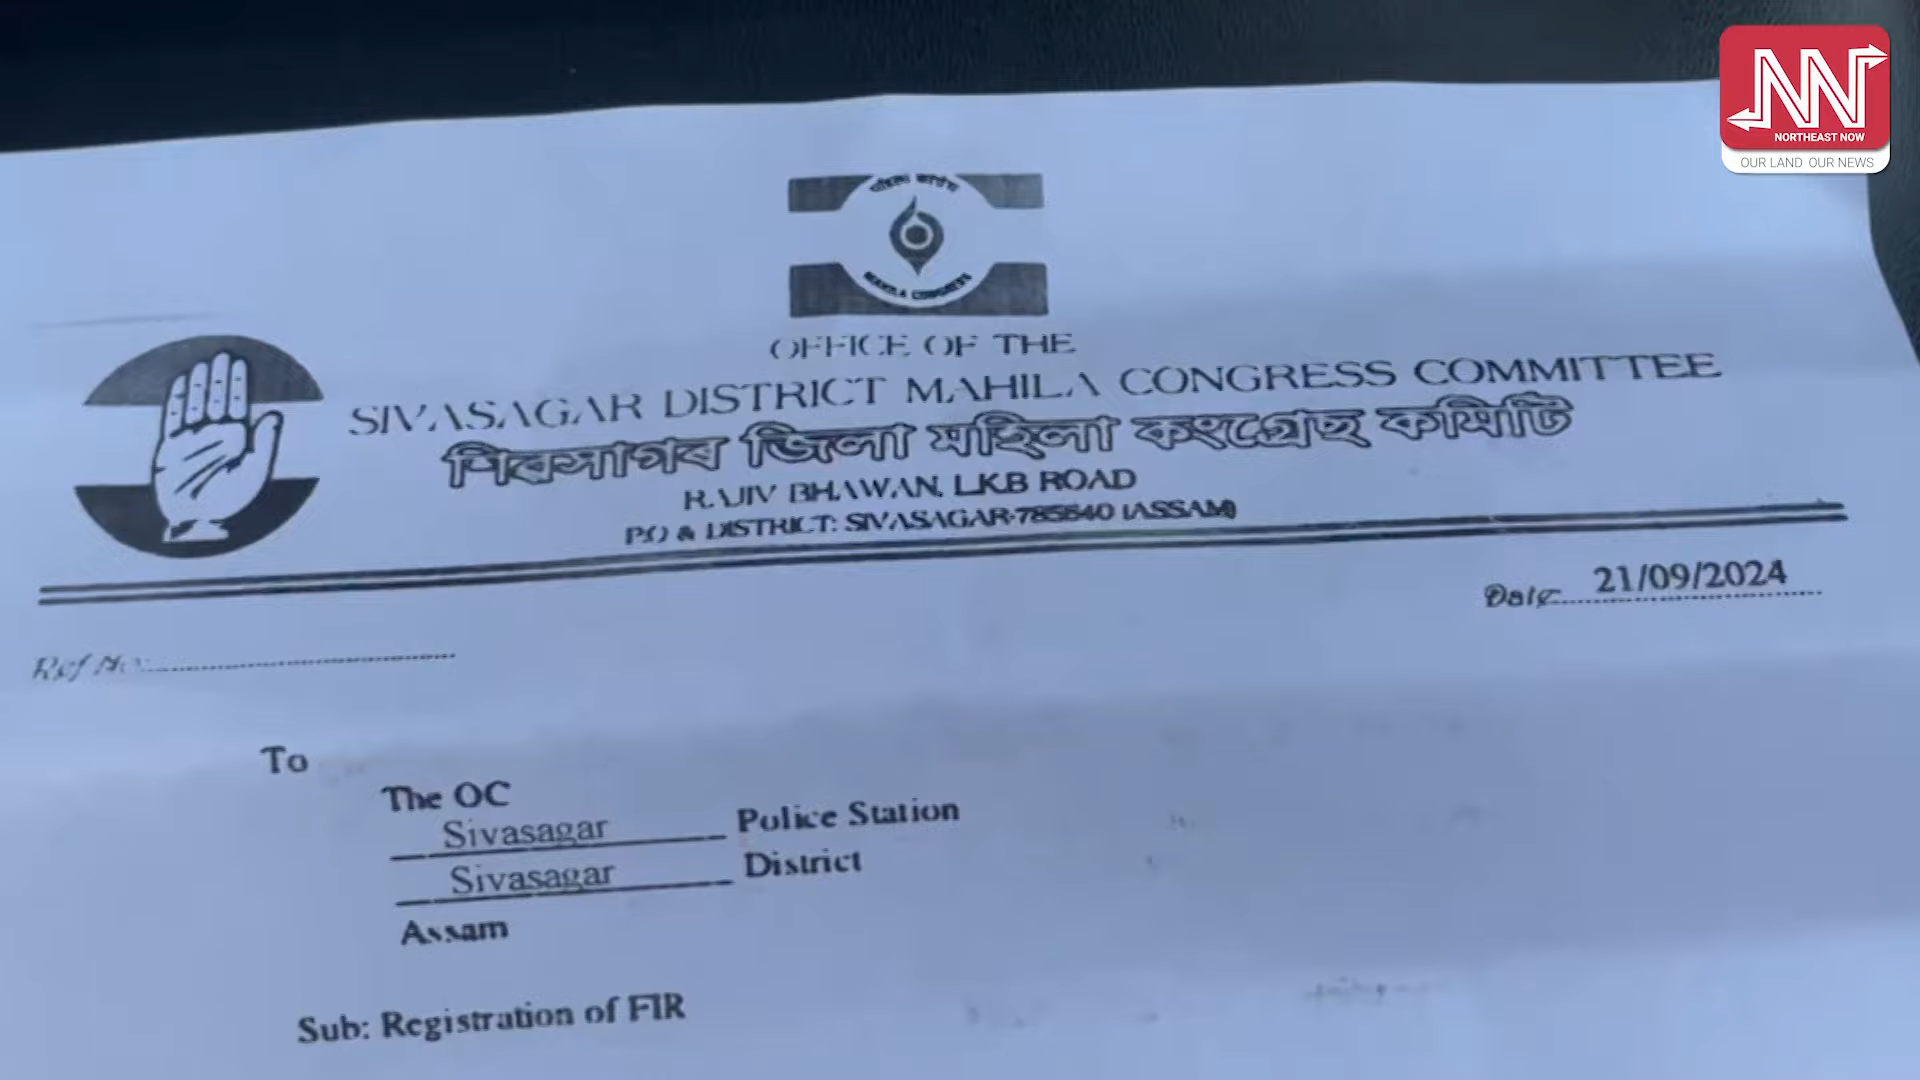 NORTHEAST NOW
OUR LAND OUR NEWS
MAHILA CONGRESS
OFFICE OF THE
SIVASAGAR DISTRICT MAHILA CONGRESS COMMITTEE
শিৱসাগৰ জিলা মহিলা কংগ্ৰেছ কমিটি
RAJIV BHAWAN, LKB ROAD
P.O & DISTRICT: SIVASAGAR-785640 (ASSAM)
Date 21/09/2024
Ref No:
To
The OC
Sivasagar Police Station
Sivasagar District
Assam
Sub: Registration of FIR